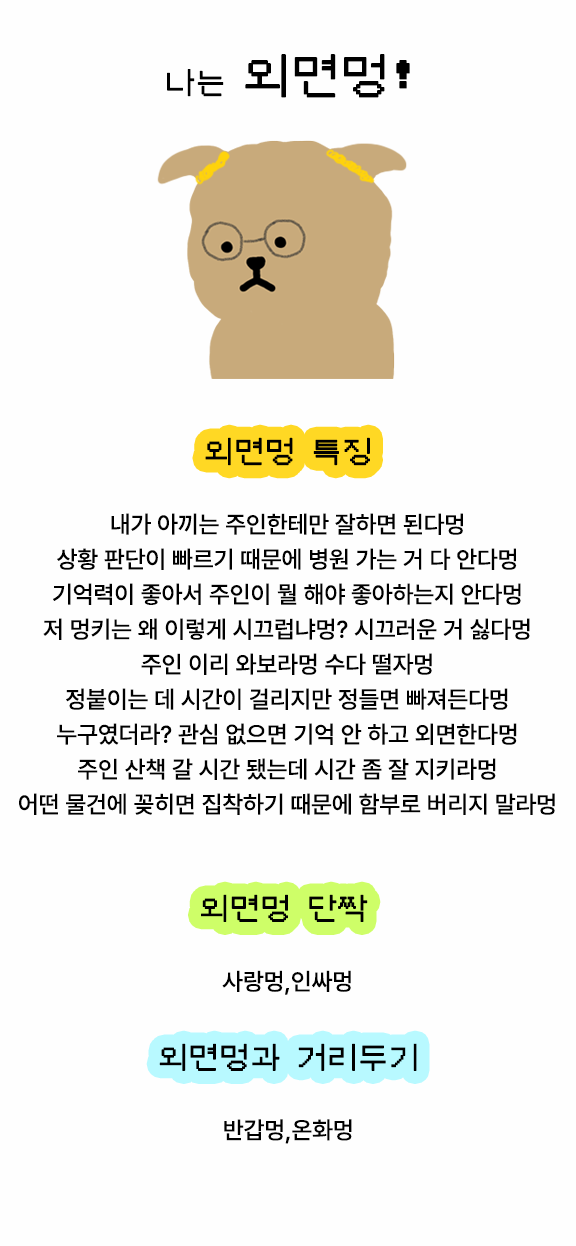 나는 외면멍!
외면멍 특징
내가 아끼는 주인한테만 잘하면 된다멍
상황 판단이 빠르기 때문에 병원 가는 거 다 안다멍
기억력이 좋아서 주인이 뭘 해야 좋아하는지 안다멍
저 멍키는 왜 이렇게 시끄럽냐멍? 시끄러운 거 싫다멍
주인 이리 와보라멍 수다 떨자멍
정붙이는 데 시간이 걸리지만 정들면 빠져든다멍
누구였더라? 관심 없으면 기억 안 하고 외면한다멍
주인 산책 갈 시간 됐는데 시간 좀 잘 지키라멍
어떤 물건에 꽂히면 집착하기 때문에 함부로 버리지 말라멍
외면멍 단짝
사랑멍,인싸멍
외면멍과 거리두기
반갑멍,온화멍